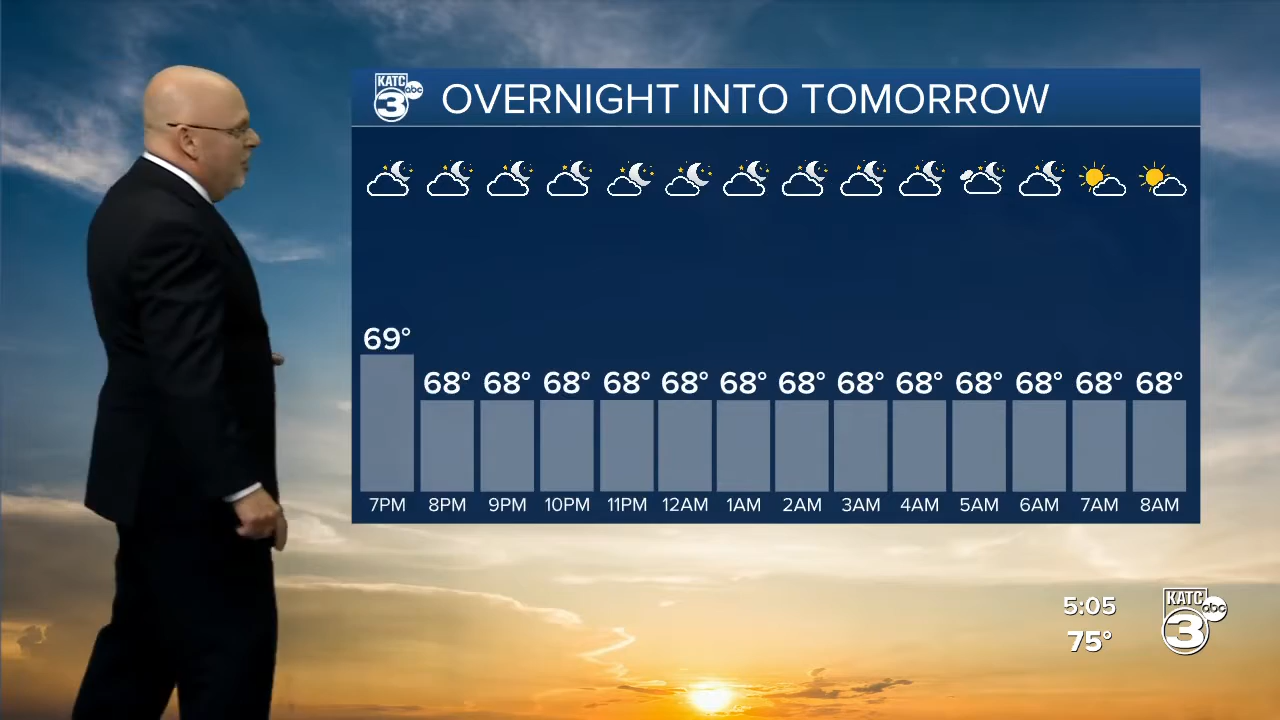 KATC
abc
3
OVERNIGHT INTO TOMORROW
69° 68° 68° 68° 68° 68° 68° 68° 68° 68° 68° 68° 68° 68°
7PM 8PM 9PM 10PM 11PM 12AM 1AM 2AM 3AM 4AM 5AM 6AM 7AM 8AM
5:05
75°
KATC
abc
3